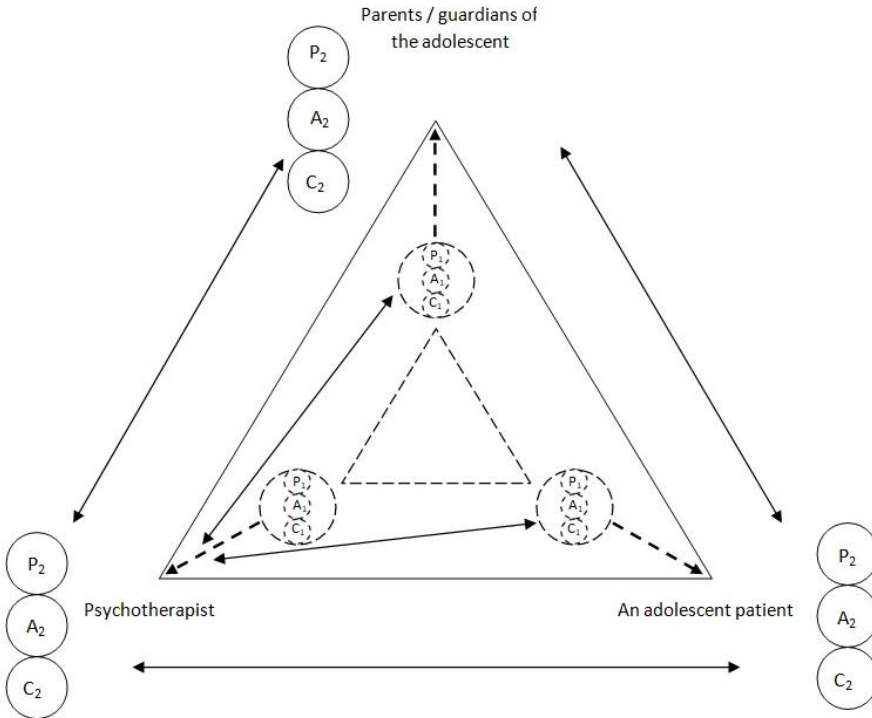 Parents / guardians of
the adolescent
P₂
A₂
C₂
P₁
A₁
C₁
P₁
A₁
C₁
P₁
A₁
C₁
P₂
A₂
C₂
Psychotherapist
An adolescent patient
P₂
A₂
C₂